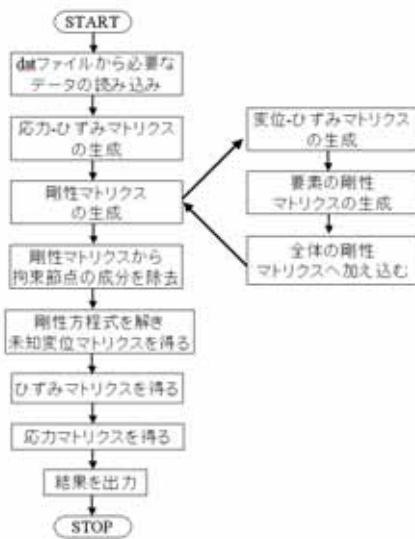 START
datファイルから必要な
データの読み込み
応力-ひずみマトリクス
の生成
剛性マトリクス
の生成
変位-ひずみマトリクス
の生成
要素の剛性
マトリクスの生成
全体の剛性
マトリクスへ加え込む
剛性マトリクスから
拘束節点の成分を除去
剛性方程式を解き
未知変位マトリクスを得る
ひずみマトリクスを得る
応力マトリクスを得る
結果を出力
STOP